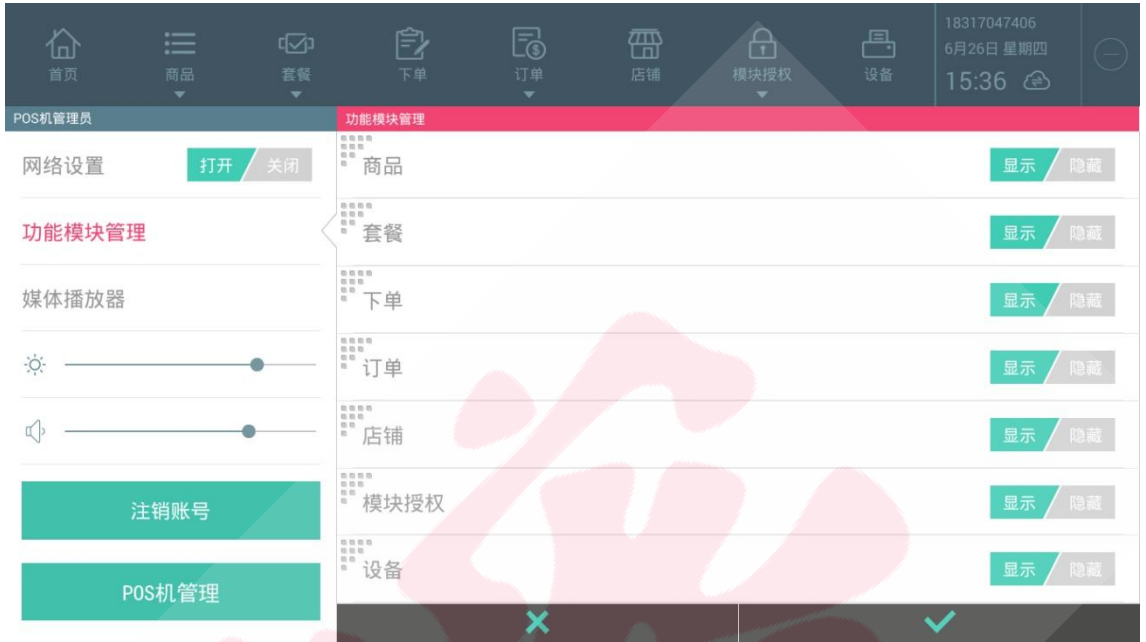 首页
商品
套餐
下单
订单
店铺
模块授权
设备
18317047406
6月26日 星期四
15:36
POS机管理员
功能模块管理
网络设置 打开 关闭
功能模块管理
媒体播放器
注销账号
POS机管理
商品 显示 隐藏
套餐 显示 隐藏
下单 显示 隐藏
订单 显示 隐藏
店铺 显示 隐藏
模块授权 显示 隐藏
设备 显示 隐藏